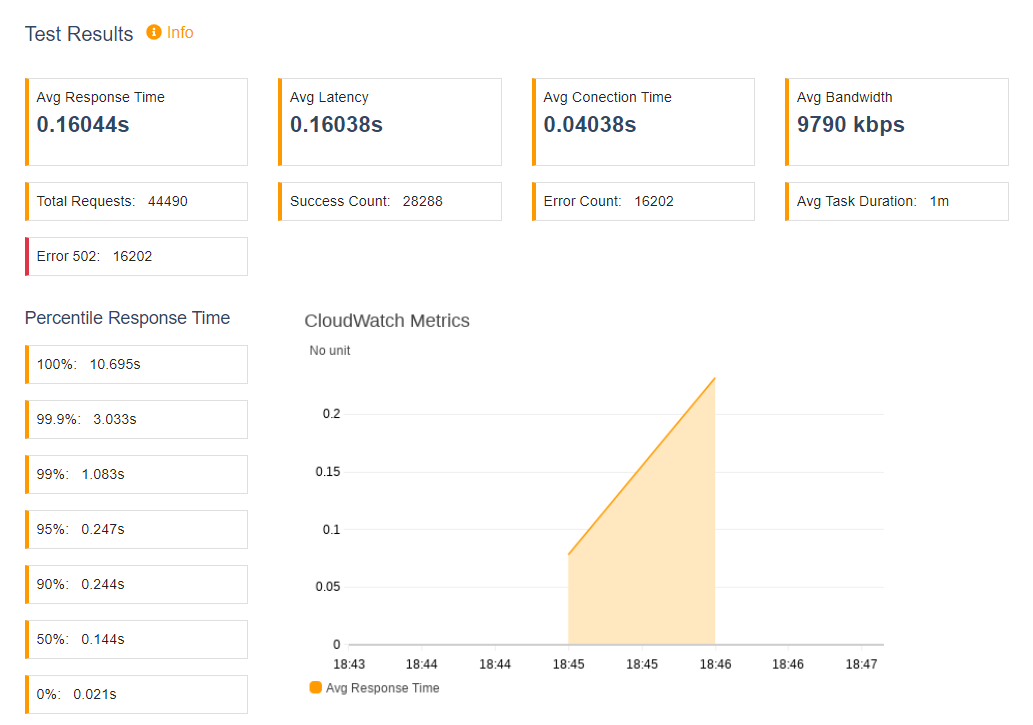 Test Results Info
Avg Response Time
0.16044s
Avg Latency
0.16038s
Avg Conection Time
0.04038s
Avg Bandwidth
9790 kbps
Total Requests: 44490
Success Count: 28288
Error Count: 16202
Avg Task Duration: 1m
Error 502: 16202
Percentile Response Time
100%: 10.695s
99.9%: 3.033s
99%: 1.083s
95%: 0.247s
90%: 0.244s
50%: 0.144s
0%: 0.021s
CloudWatch Metrics
No unit
0.2
0.15
0.1
0.05
0
18:43 18:44 18:44 18:45 18:45 18:46 18:46 18:47
Avg Response Time